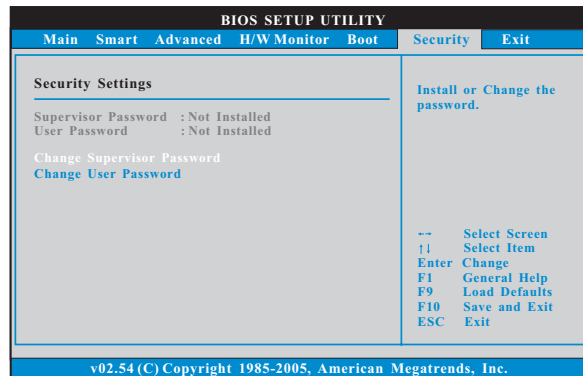 BIOS SETUP UTILITY
Main Smart Advanced H/W Monitor Boot Security Exit
Security Settings
Supervisor Password : Not Installed
User Password : Not Installed
Change Supervisor Password
Change User Password
Install or Change the
password.
←→ Select Screen
↑↓ Select Item
Enter Change
F1 General Help
F9 Load Defaults
F10 Save and Exit
ESC Exit
v02.54 (C) Copyright 1985-2005, American Megatrends, Inc.